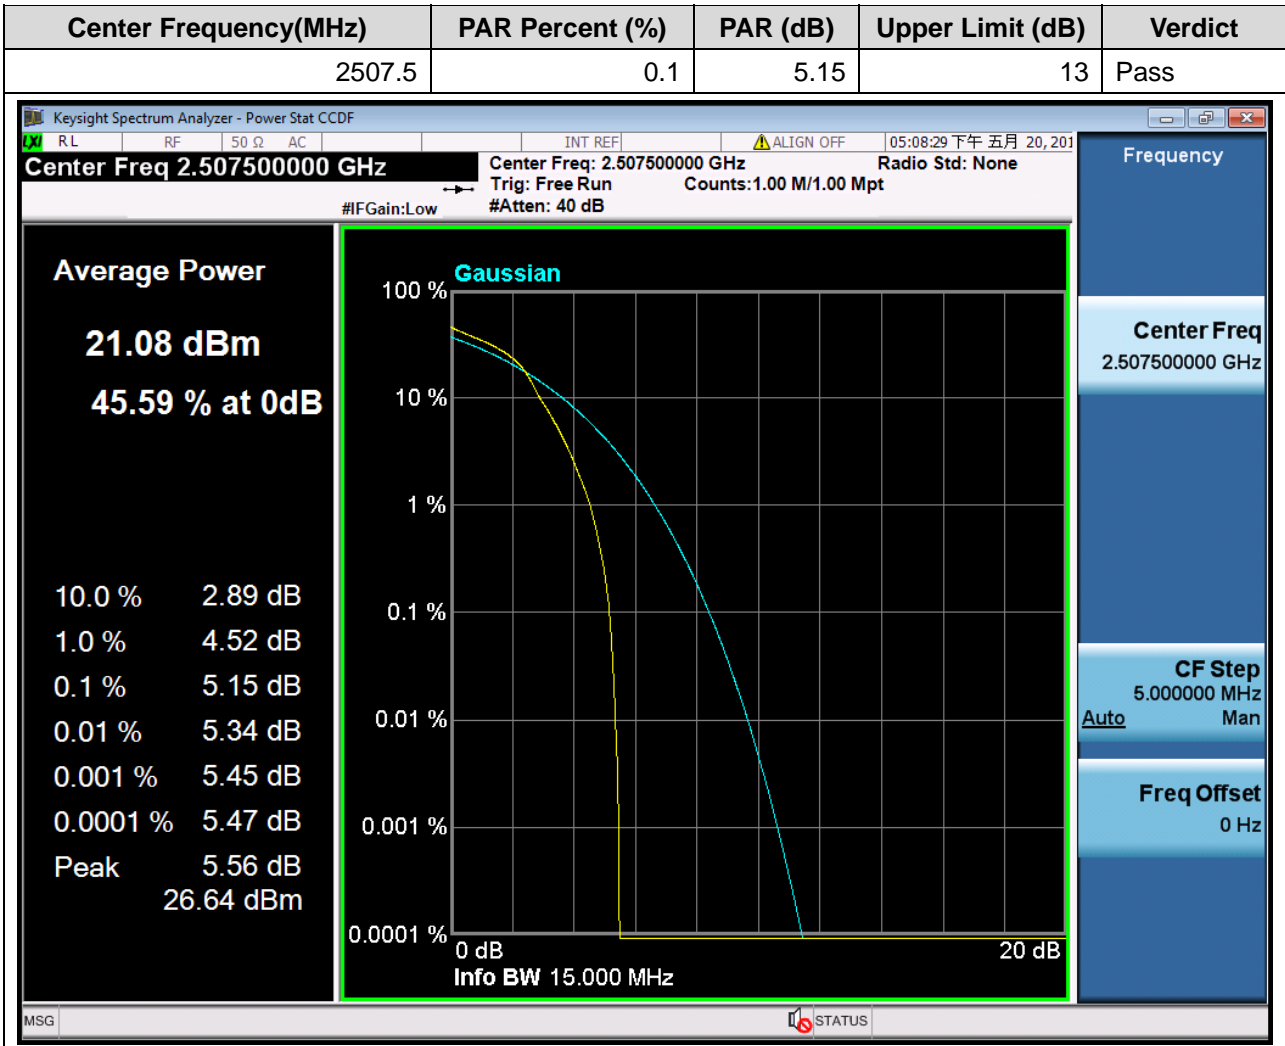 Center Frequency(MHz) PAR Percent (%) PAR (dB) Upper Limit (dB) Verdict
2507.5 0.1 5.15 13 Pass
Keysight Spectrum Analyzer - Power Stat CCDF
LXI RL RF 50 Ω AC INT REF ALIGN OFF 05:08:29 下午 五月 20, 201
Center Freq 2.507500000 GHz
Center Freq: 2.507500000 GHz Radio Std: None
Trig: Free Run Counts:1.00 M/1.00 Mpt
#IFGain:Low #Atten: 40 dB
Average Power
21.08 dBm
45.59 % at 0dB
10.0 % 2.89 dB
1.0 % 4.52 dB
0.1 % 5.15 dB
0.01 % 5.34 dB
0.001 % 5.45 dB
0.0001 % 5.47 dB
Peak 5.56 dB
26.64 dBm
Gaussian
100 %
10 %
1 %
0.1 %
0.01 %
0.001 %
0.0001 %
0 dB 20 dB
Info BW 15.000 MHz
Frequency
Center Freq
2.507500000 GHz
CF Step
5.000000 MHz
Auto Man
Freq Offset
0 Hz
MSG STATUS